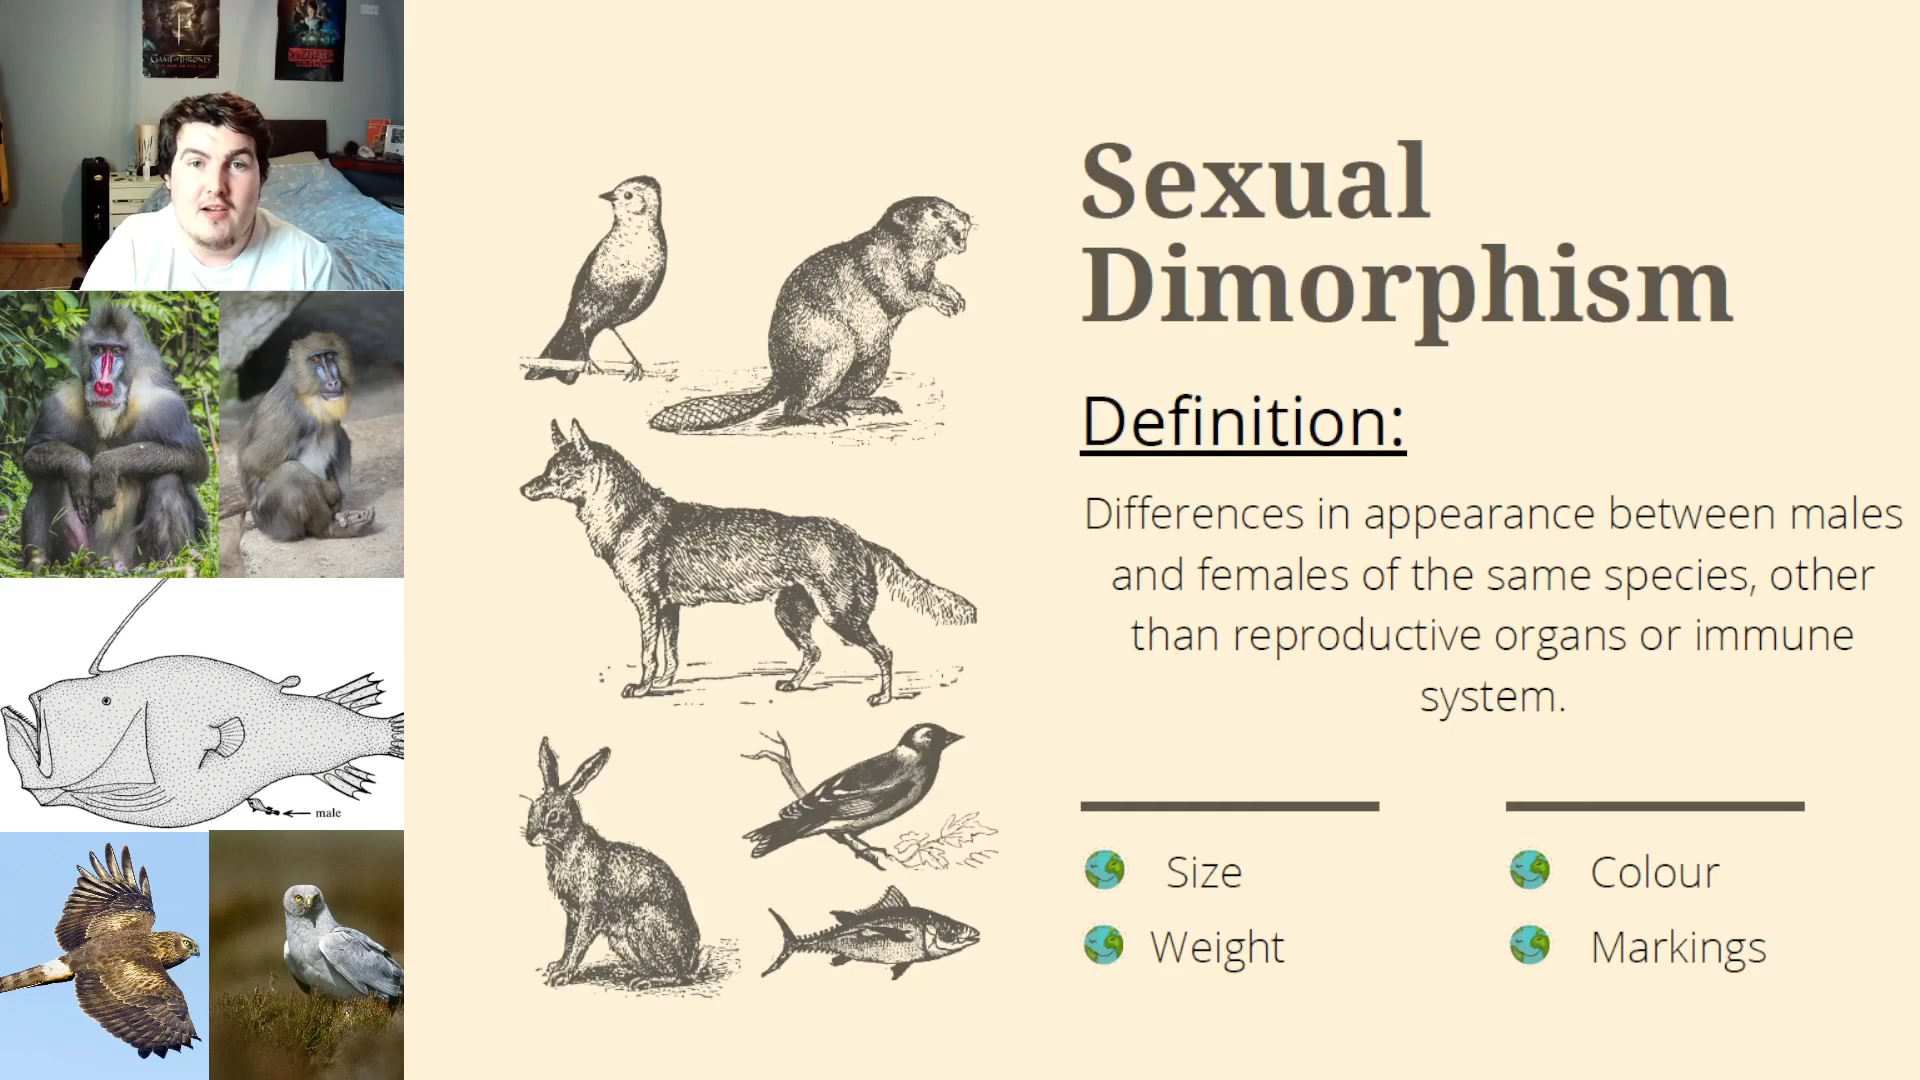 GAME OF THRONES
male
Sexual
Dimorphism
Definition:
Differences in appearance between males
and females of the same species, other
than reproductive organs or immune
system.
Size
Colour
Weight
Markings